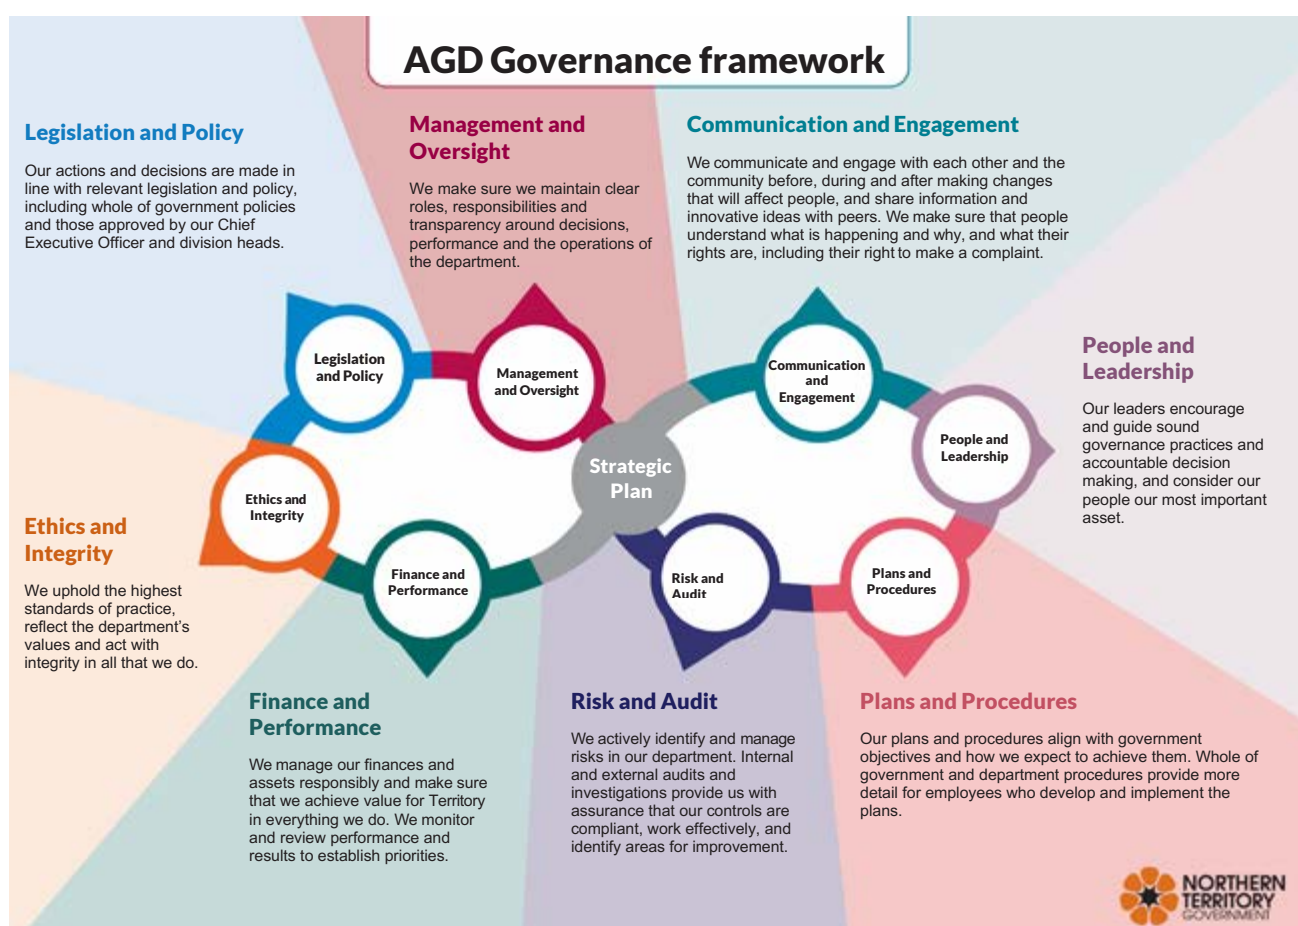 AGD Governance framework
Legislation and Policy
Our actions and decisions are made in
line with relevant legislation and policy,
including whole of government policies
and those approved by our Chief
Executive Officer and division heads.
Management and
Oversight
We make sure we maintain clear
roles, responsibilities and
transparency around decisions,
performance and the operations of
the department.
Communication and Engagement
We communicate and engage with each other and the
community before, during and after making changes
that will affect people, and share information and
innovative ideas with peers. We make sure that people
understand what is happening and why, and what their
rights are, including their right to make a complaint.
People and
Leadership
Our leaders encourage
and guide sound
governance practices and
accountable decision
making, and consider our
people our most important
asset.
Legislation
and Policy
Management
and Oversight
Communication
and
Engagement
People and
Leadership
Strategic
Plan
Ethics and
Integrity
Finance and
Performance
Risk and
Audit
Plans and
Procedures
Ethics and
Integrity
We uphold the highest
standards of practice,
reflect the department's
values and act with
integrity in all that we do.
Finance and
Performance
We manage our finances and
assets responsibly and make sure
that we achieve value for Territory
in everything we do. We monitor
and review performance and
results to establish priorities.
Risk and Audit
We actively identify and manage
risks in our department. Internal
and external audits and
investigations provide us with
assurance that our controls are
compliant, work effectively, and
identify areas for improvement.
Plans and Procedures
Our plans and procedures align with government
objectives and how we expect to achieve them. Whole of
government and department procedures provide more
detail for employees who develop and implement the
plans.
NORTHERN
TERRITORY
GOVERNMENT